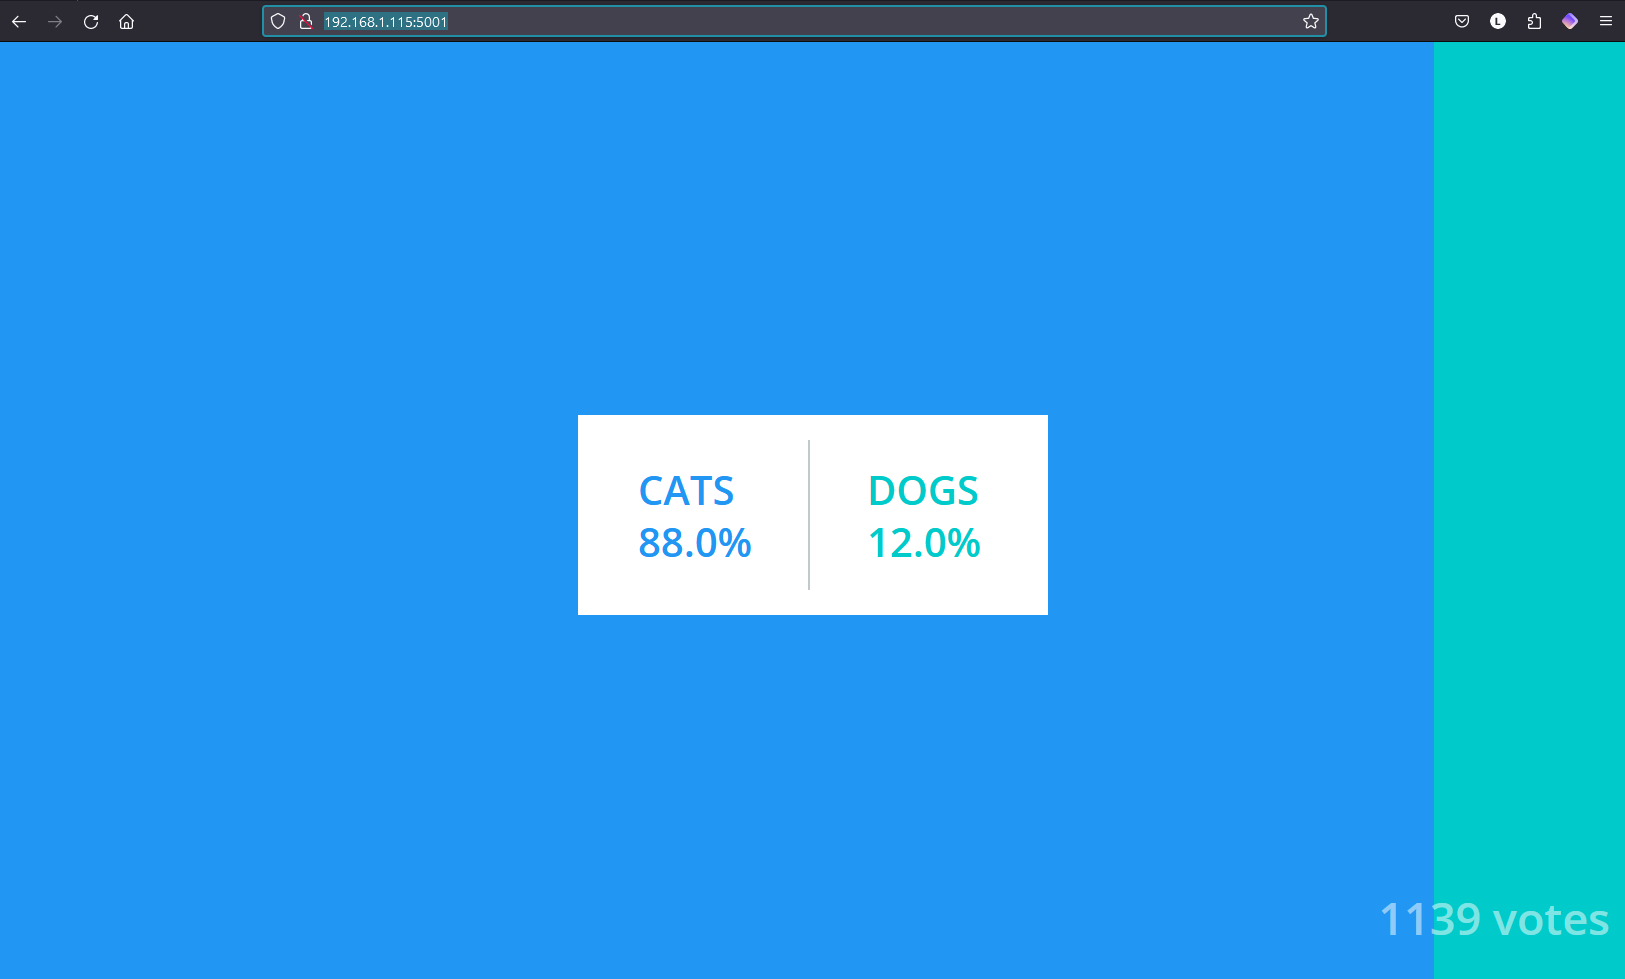 192.168.1.115:5001
L
CATS
88.0%
DOGS
12.0%
1139 votes